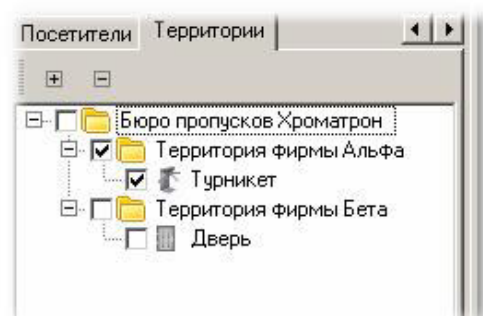 Посетители Территории
Бюро пропусков Хроматрон
Территория фирмы Альфа
Турникет
Территория фирмы Бета
Дверь